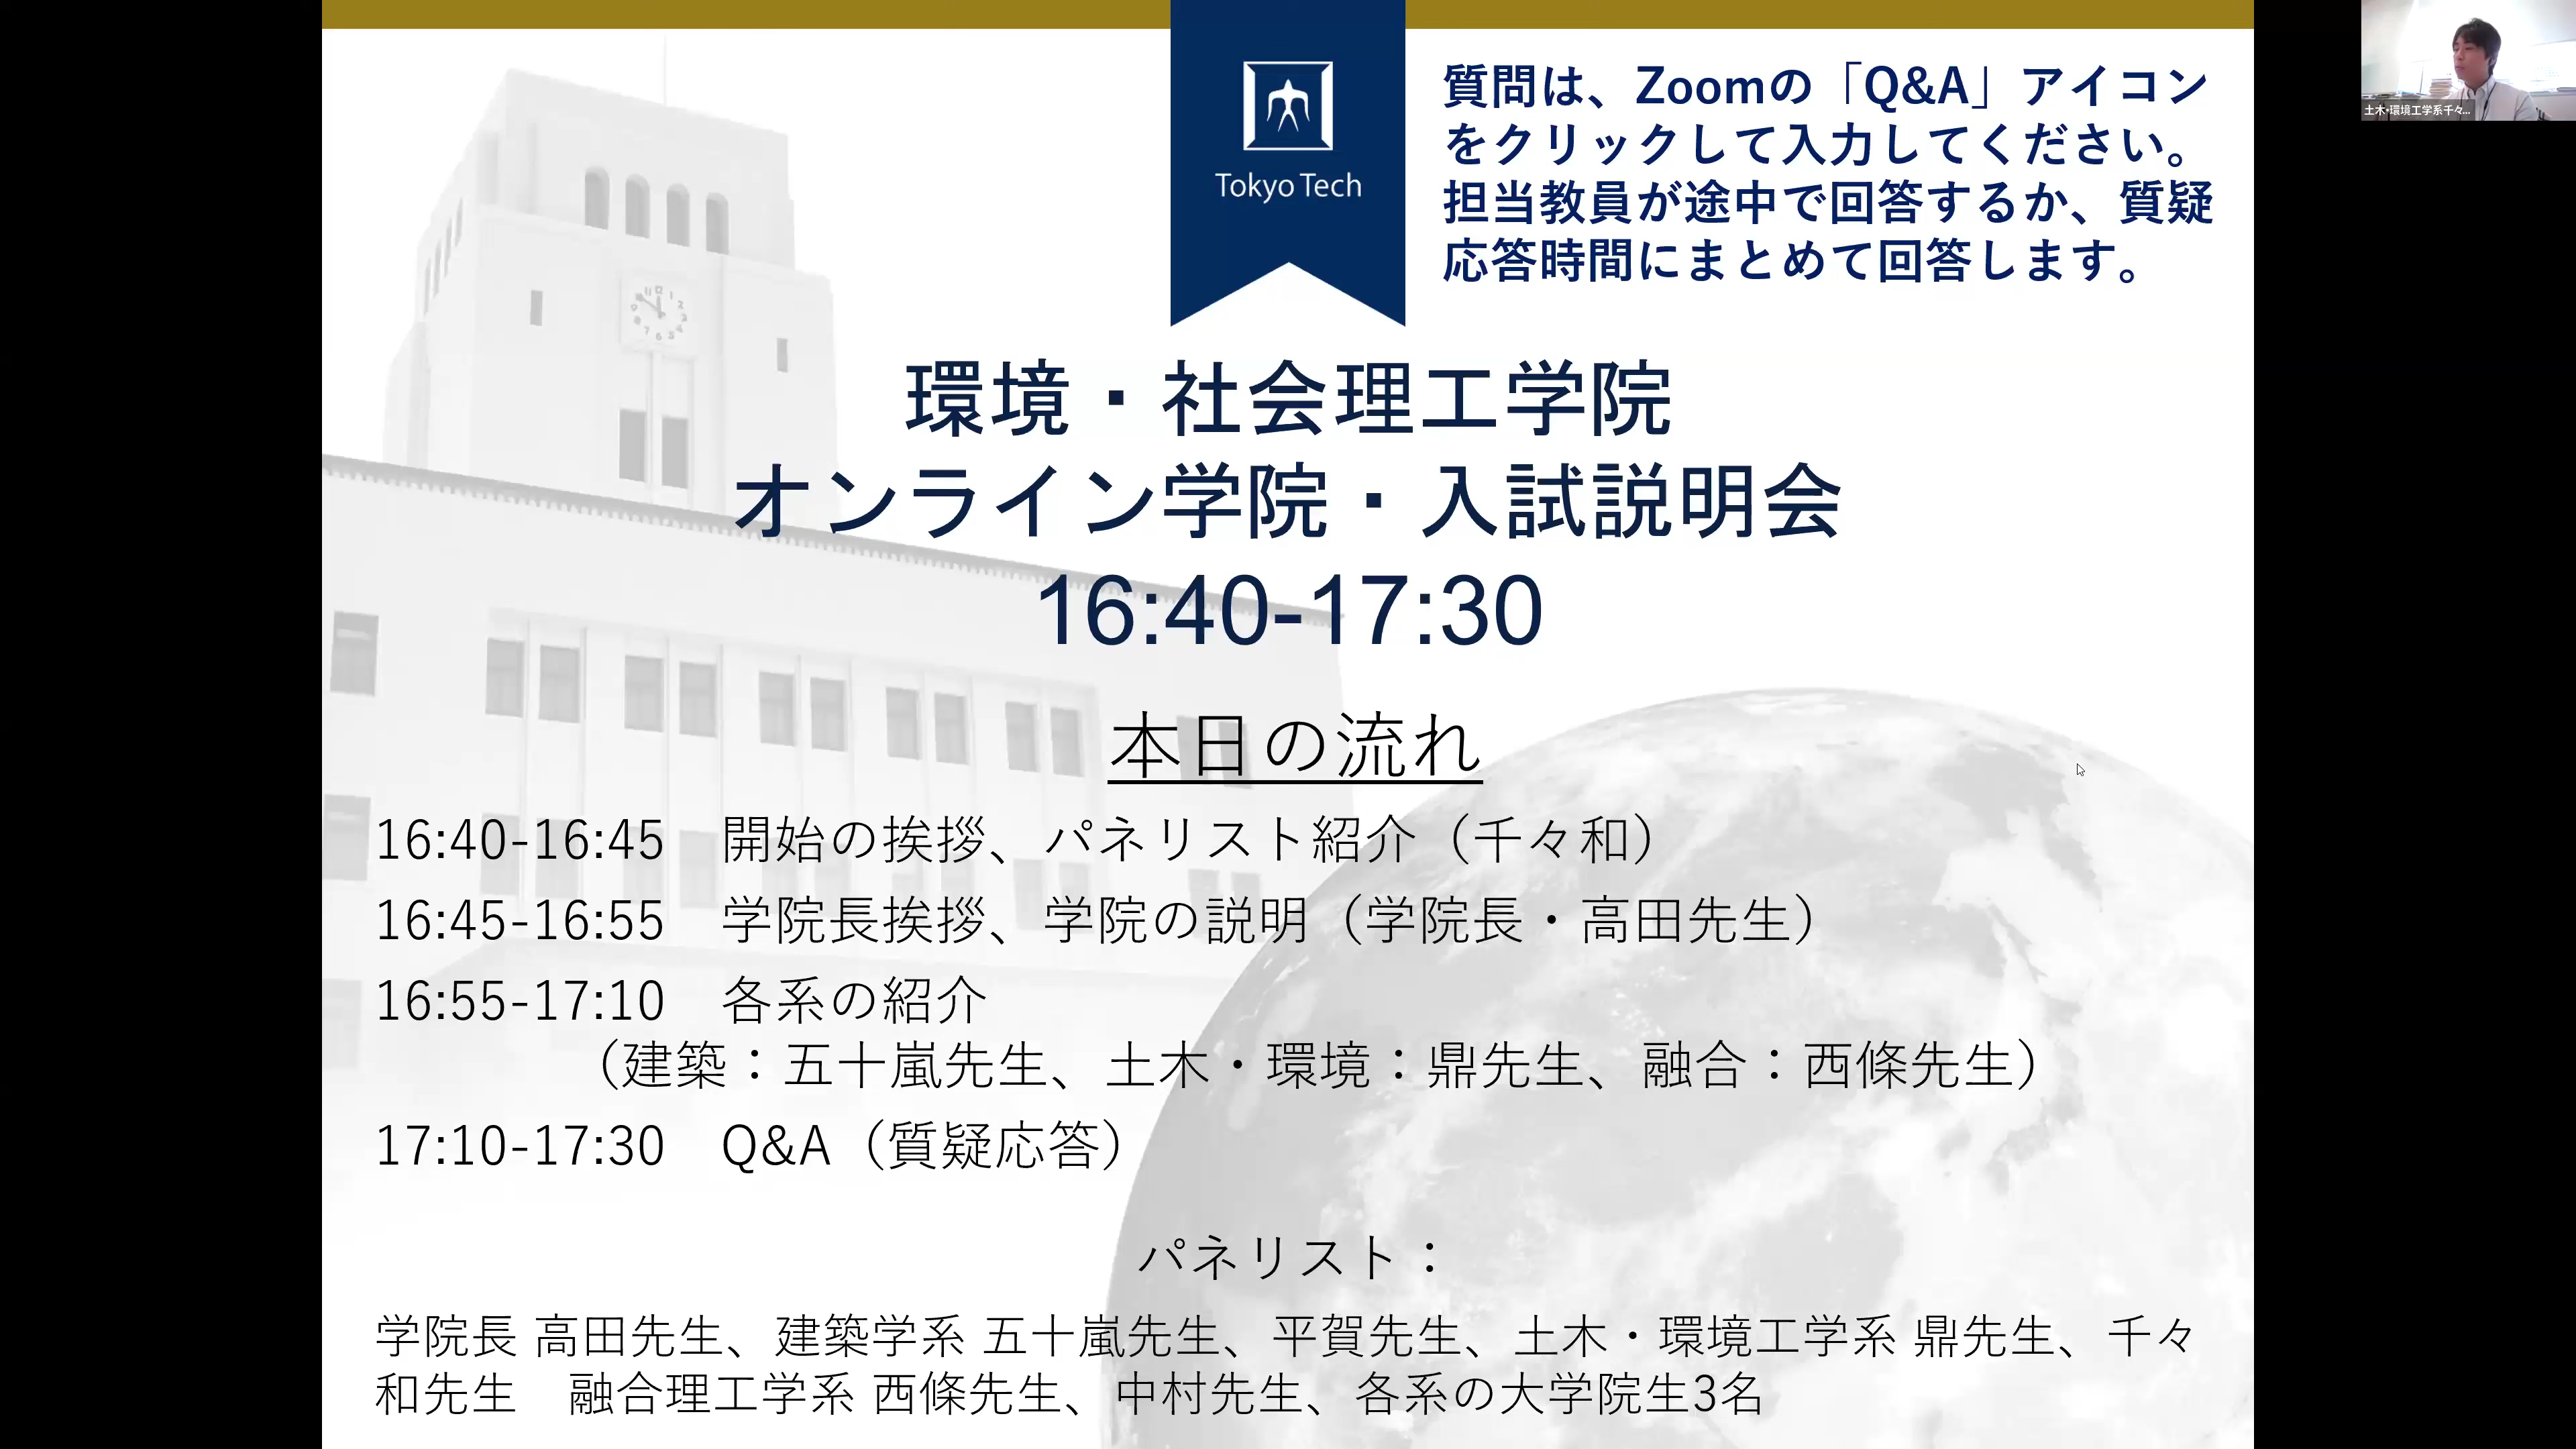 Tokyo Tech
質問は、Zoomの「Q&A」アイコン
をクリックして入力してください。
担当教員が途中で回答するか、質疑
応答時間にまとめて回答します。
土木・環境工学系千々...
環境・社会理工学院
オンライン学院・入試説明会
16:40-17:30
本日の流れ
16:40-16:45　開始の挨拶、パネリスト紹介（千々和）
16:45-16:55　学院長挨拶、学院の説明（学院長・高田先生）
16:55-17:10　各系の紹介
（建築：五十嵐先生、土木・環境：鼎先生、融合：西條先生）
17:10-17:30　Q&A（質疑応答）
パネリスト：
学院長 高田先生、建築学系 五十嵐先生、平賀先生、土木・環境工学系 鼎先生、千々
和先生　融合理工学系 西條先生、中村先生、各系の大学院生3名